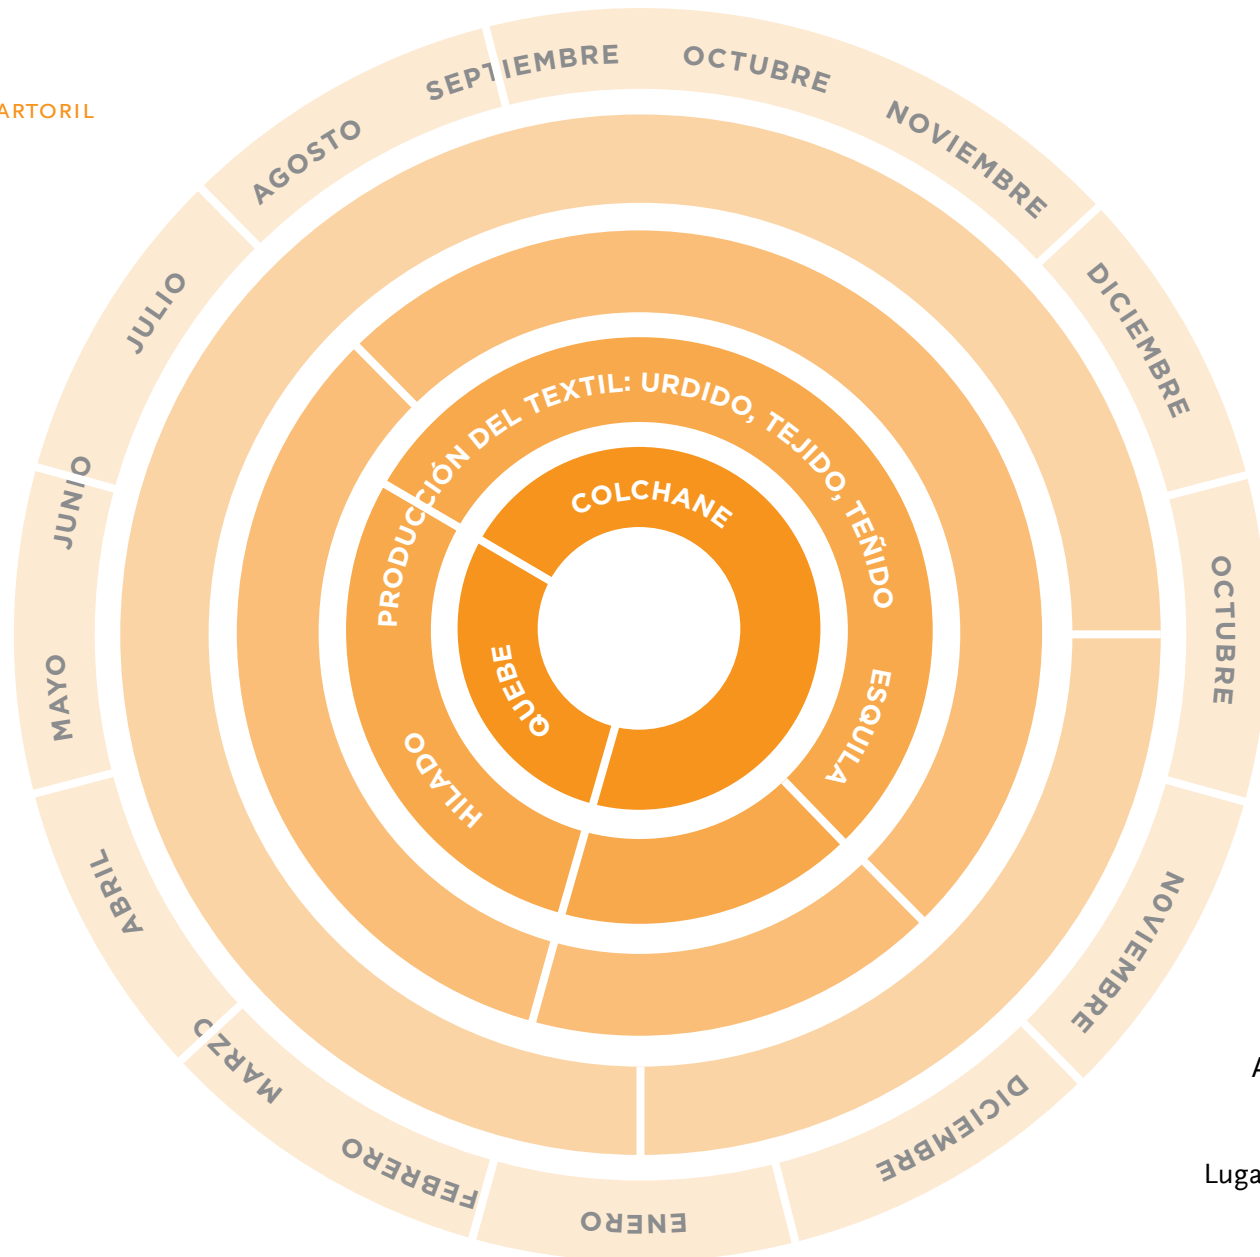 ARTORIL
SEPTIEMBRE
OCTUBRE
NOVIEMBRE
DICIEMBRE
OCTUBRE
NOVIEMBRE
DICIEMBRE
ENERO
FEBRERO
MARZO
ABRIL
MAYO
JUNIO
JULIO
AGOSTO
PRODUCCIÓN DEL TEXTIL: URDIDO, TEJIDO, TEÑIDO
ESQUILA
HILADO
COLCHANE
QUEBE
A
Luga